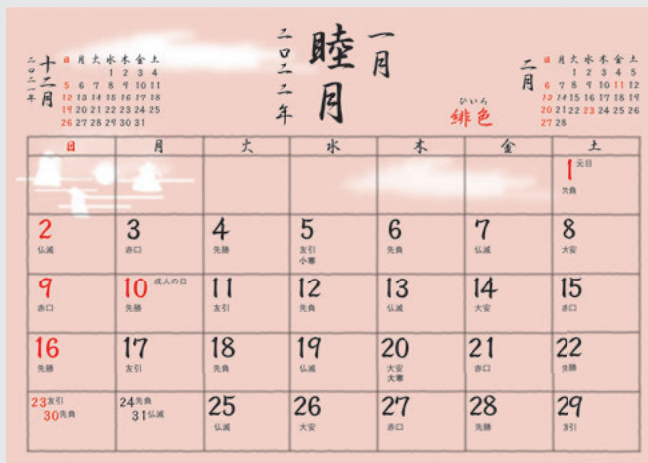 一月
睦月
二〇二二年
十二月
二〇二一年
日 月 火 水 木 金 土
1 2 3 4
5 6 7 8 9 10 11
12 13 14 15 16 17 18
19 20 21 22 23 24 25
26 27 28 29 30 31
二月
日 月 火 水 木 金 土
1 2 3 4 5
6 7 8 9 10 11 12
13 14 15 16 17 18 19
20 21 22 23 24 25 26
27 28
ひいろ
緋色
日 月 火 水 木 金 土
1 元日
先負
2 3 4 5 6 7 8
仏滅 赤口 先勝 友引 先負 仏滅 大安
小寒
9 10 成人の日 11 12 13 14 15
赤口 先勝 友引 先負 仏滅 大安 赤口
16 17 18 19 20 21 22
先勝 友引 先負 仏滅 大安 赤口 先勝
大寒
23 友引 24 先負 25 26 27 28 29
30 先負 31 仏滅 仏滅 大安 赤口 先勝 友引